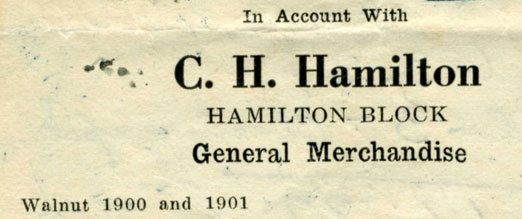 In Account With
C. H. Hamilton
HAMILTON BLOCK
General Merchandise
Walnut 1900 and 1901